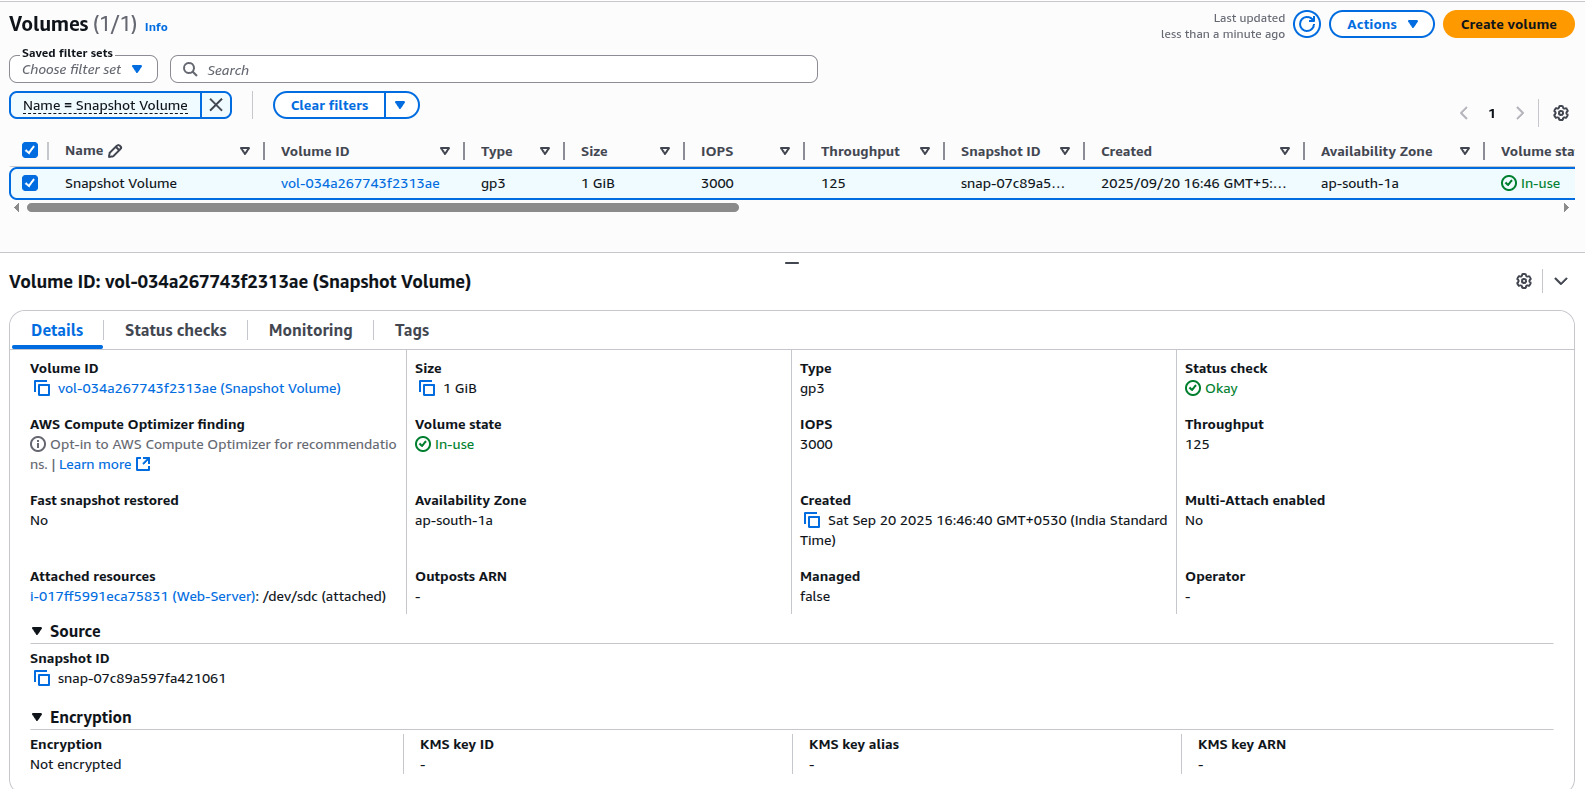 Volumes (1/1) Info
Last updated
less than a minute ago
Actions
Create volume
Saved filter sets
Choose filter set
Search
Name = Snapshot Volume
Clear filters
1
Name Volume ID Type Size IOPS Throughput Snapshot ID Created Availability Zone Volume sta
Snapshot Volume vol-034a267743f2313ae gp3 1 GiB 3000 125 snap-07c89a5... 2025/09/20 16:46 GMT+5:... ap-south-1a In-use
Volume ID: vol-034a267743f2313ae (Snapshot Volume)
Details Status checks Monitoring Tags
Volume ID
vol-034a267743f2313ae (Snapshot Volume)
Size
1 GiB
Type
gp3
Status check
Okay
AWS Compute Optimizer finding
Opt-in to AWS Compute Optimizer for recommendatio
ns. | Learn more
Volume state
In-use
IOPS
3000
Throughput
125
Fast snapshot restored
No
Availability Zone
ap-south-1a
Created
Sat Sep 20 2025 16:46:40 GMT+0530 (India Standard
Time)
Multi-Attach enabled
No
Attached resources
i-017ff5991eca75831 (Web-Server): /dev/sdc (attached)
Outposts ARN
-
Managed
false
Operator
-
Source
Snapshot ID
snap-07c89a597fa421061
Encryption
Encryption
Not encrypted
KMS key ID
-
KMS key alias
-
KMS key ARN
-